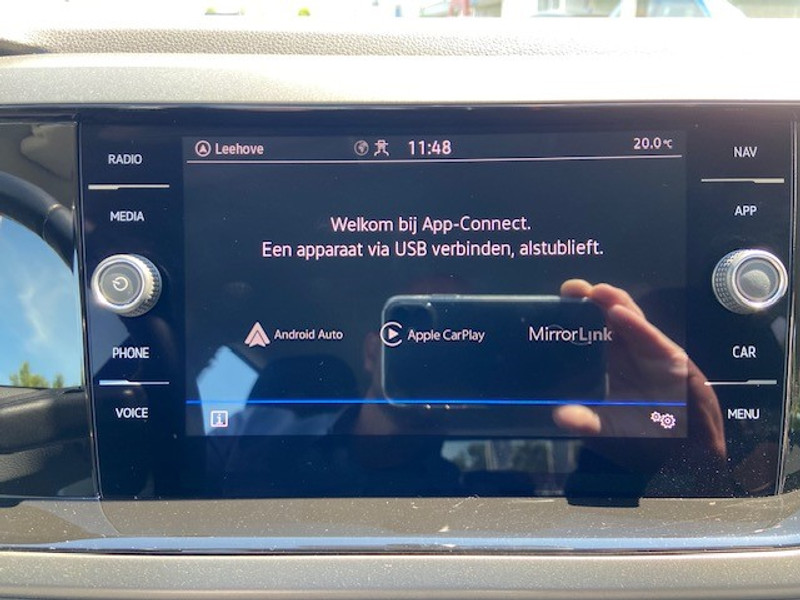 RADIO
MEDIA
PHONE
VOICE
Leehove
11:48
20.0°C
Welkom bij App-Connect.
Een apparaat via USB verbinden, alstublieft.
Android Auto
Apple CarPlay
MirrorLink
NAV
APP
CAR
MENU